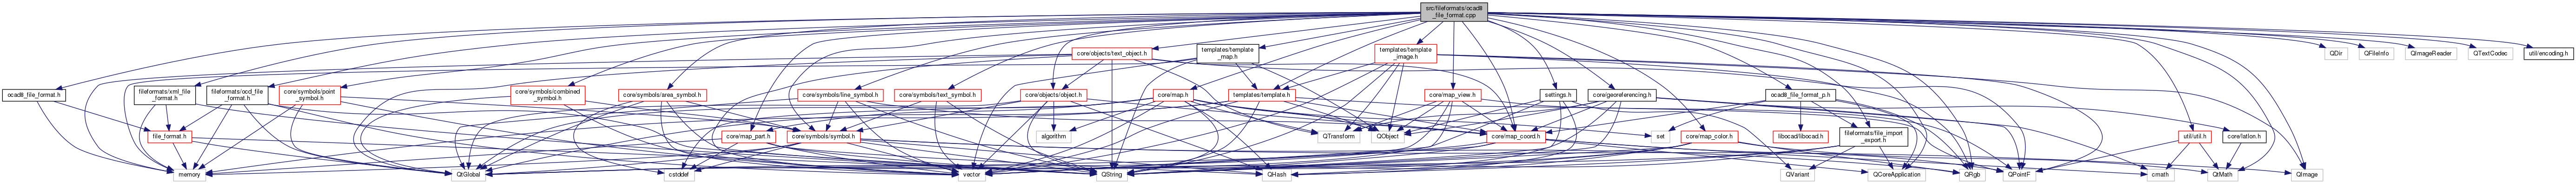 src/fileformats/ocad8
_file_format.cpp
core/objects/text_object.h
templates/template
_map.h
templates/template
_image.h
QDir
QFileInfo
QImageReader
QTextCodec
util/encoding.h
ocad8_file_format.h
fileformats/xml_file
_format.h
fileformats/ocd_file
_format.h
core/symbols/point
_symbol.h
core/symbols/combined
_symbol.h
core/symbols/area_symbol.h
core/symbols/line_symbol.h
core/symbols/text_symbol.h
core/objects/object.h
core/map.h
templates/template.h
core/map_view.h
settings.h
core/georeferencing.h
ocad8_file_format_p.h
file_format.h
core/map_part.h
core/symbols/symbol.h
algorithm
QTransform
QObject
core/map_coord.h
set
core/map_color.h
libocad/libocad.h
fileformats/file_import
_export.h
util/util.h
core/latlon.h
memory
QtGlobal
cstddef
vector
QString
QHash
QVariant
QCoreApplication
QRgb
QPointF
cmath
QtMath
QImage